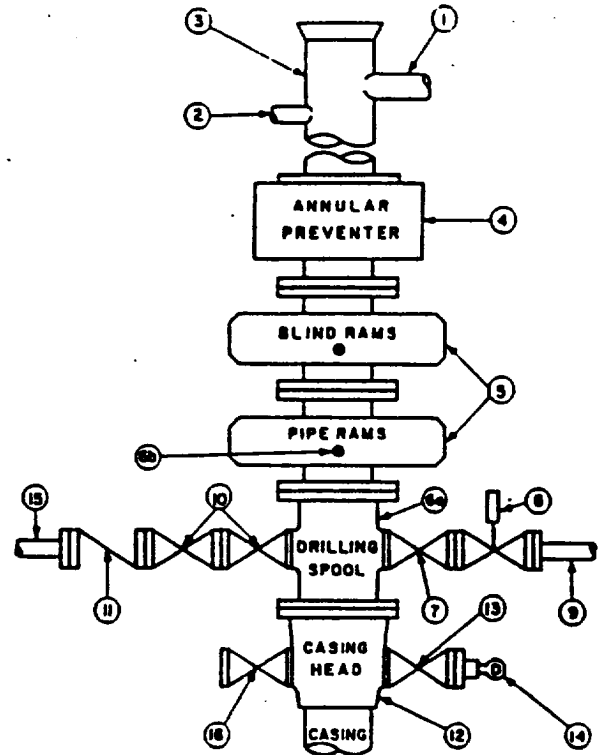 3
1
2
ANNULAR
PREVENTER
4
BLIND RAMS
5
PIPE RAMS
6b
15
10
6a
8
DRILLING
SPOOL
11
7
9
13
CASING
HEAD
16
12
14
D
CASING